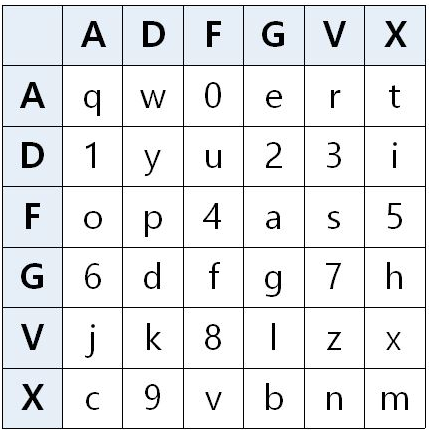 A D F G V X
A q w 0 e r t
D 1 y u 2 3 i
F o p 4 a s 5
G 6 d f g 7 h
V j k 8 l z x
X c 9 v b n m